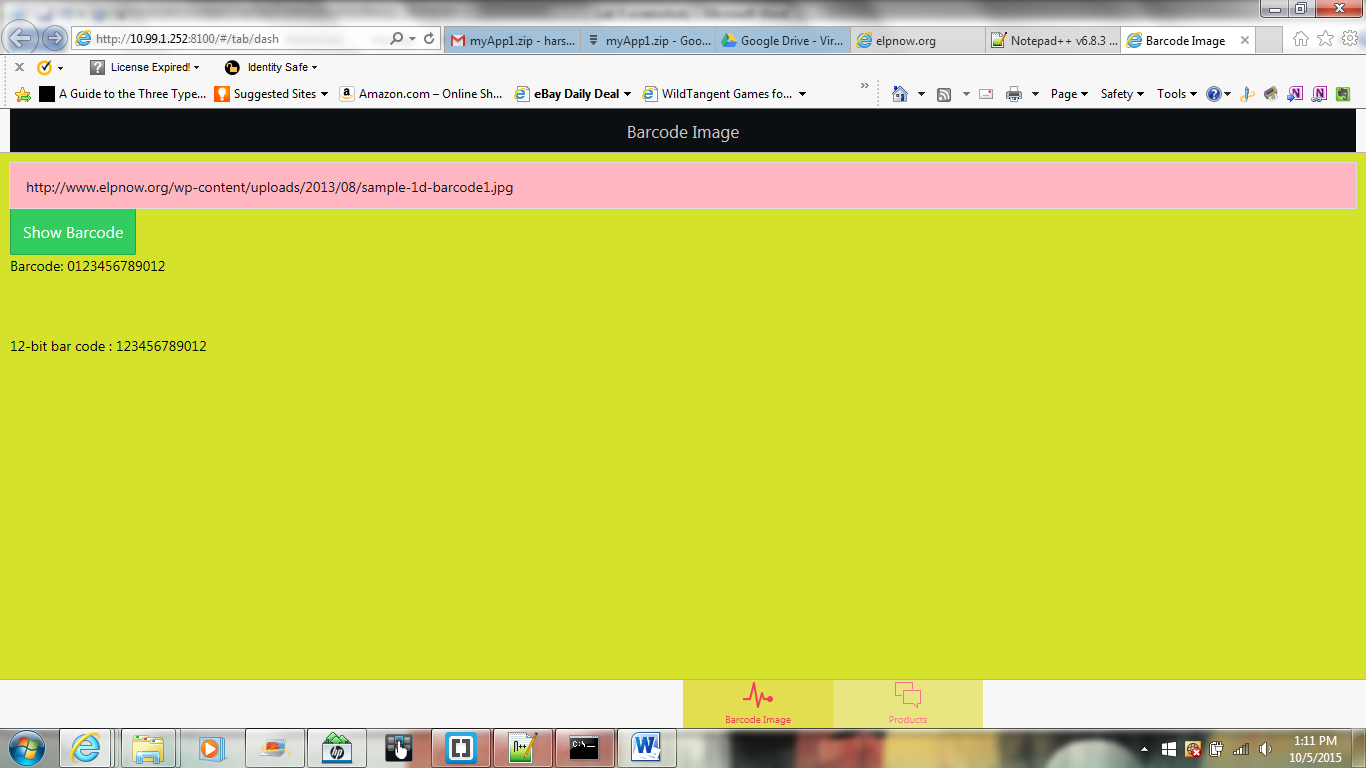 http://10.99.1.252:8100/#/tab/dash
myApp1.zip - hars...
myApp1.zip - Goo...
Google Drive - Vir...
elpnow.org
Notepad++ v6.8.3 ...
Barcode Image
License Expired!
Identity Safe
A Guide to the Three Type...
Suggested Sites
Amazon.com – Online Sh...
eBay Daily Deal
WildTangent Games fo...
Page
Safety
Tools
Barcode Image
http://www.elpnow.org/wp-content/uploads/2013/08/sample-1d-barcode1.jpg
Show Barcode
Barcode: 0123456789012
12-bit bar code : 123456789012
Barcode Image
Products
1:11 PM
10/5/2015